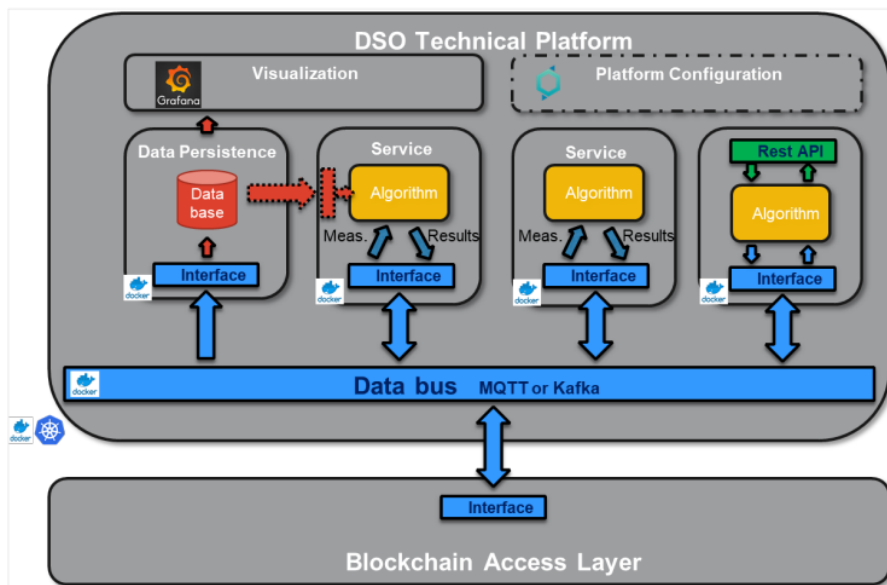 DSO Technical Platform
Visualization
Grafana
Platform Configuration
Data Persistence
Data
base
Interface
docker
Service
Algorithm
Meas.
Results
Interface
docker
Service
Algorithm
Meas.
Results
Interface
docker
Rest API
Algorithm
Interface
docker
docker
Data bus MQTT or Kafka
docker
Interface
Blockchain Access Layer